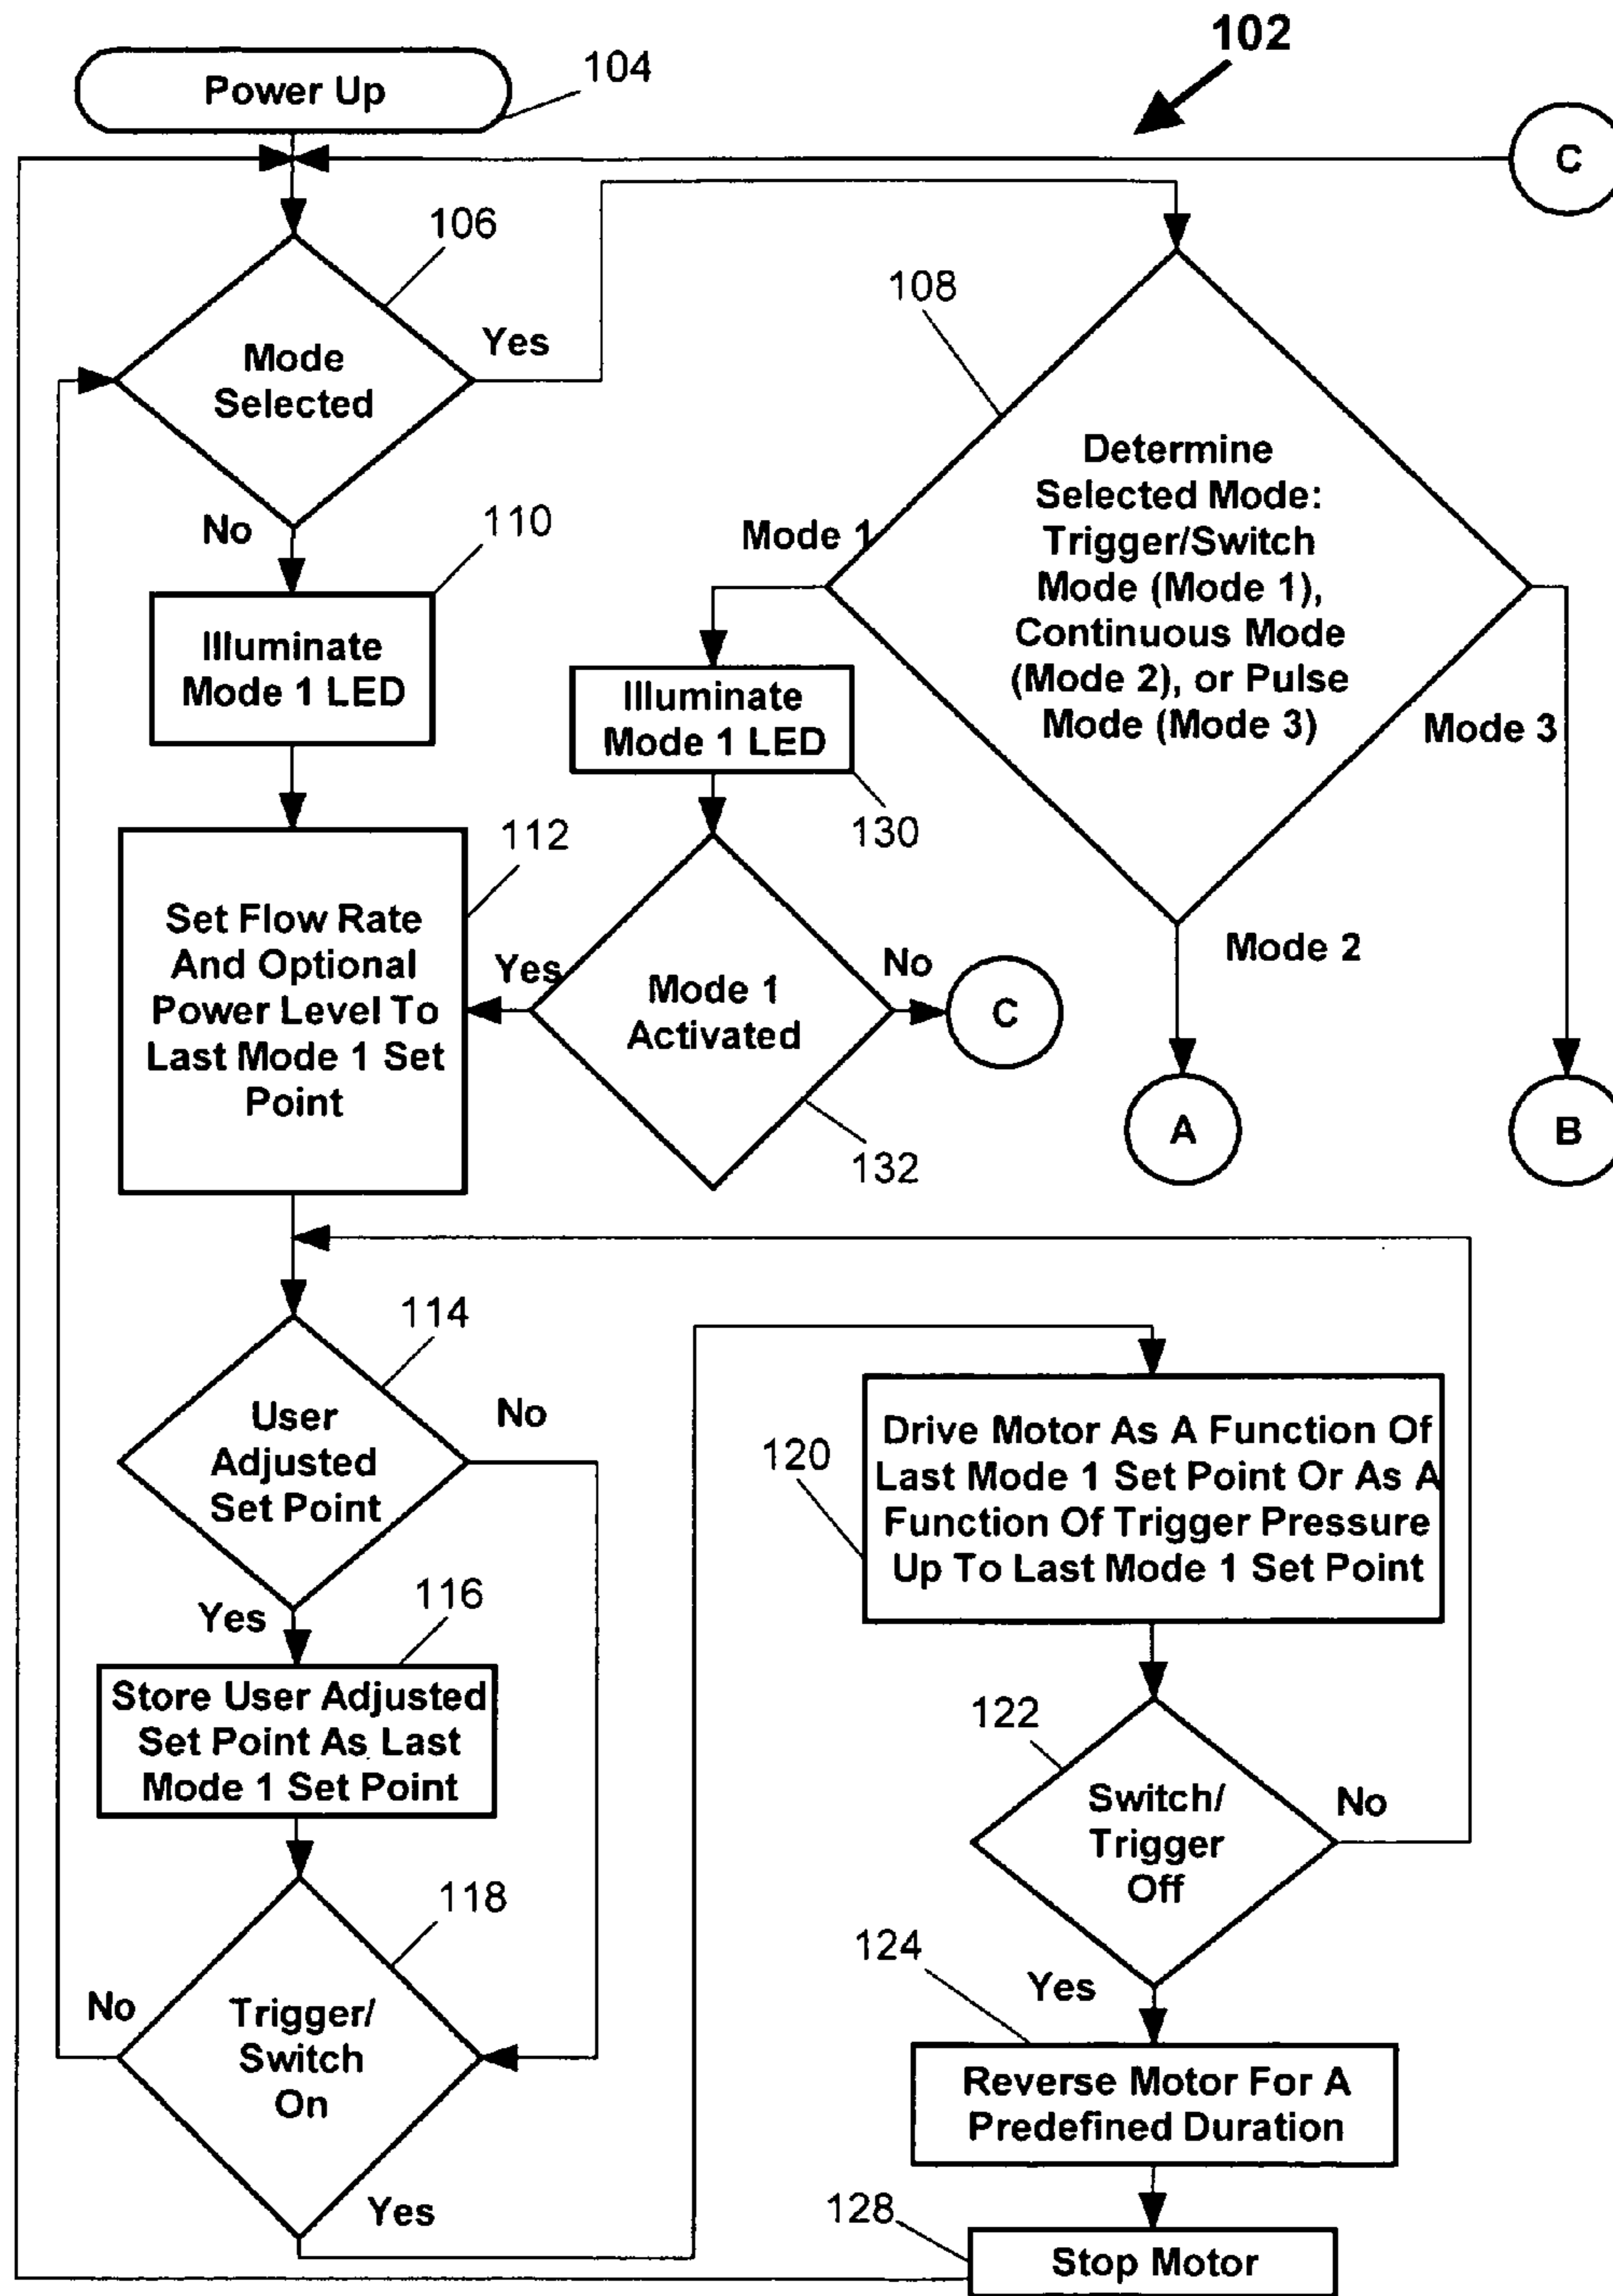 102
Power Up
104
C
106
Mode
Selected
Yes
No
108
Determine
Selected Mode:
Trigger/Switch
Mode (Mode 1),
Continuous Mode
(Mode 2), or Pulse
Mode (Mode 3)
Mode 1
Mode 2
Mode 3
A
B
110
Illuminate
Mode 1 LED
Illuminate
Mode 1 LED
130
112
Set Flow Rate
And Optional
Power Level To
Last Mode 1 Set
Point
Yes
Mode 1
Activated
No
C
132
114
User
Adjusted
Set Point
No
Yes
116
Store User Adjusted
Set Point As Last
Mode 1 Set Point
118
Trigger/
Switch
On
No
Yes
120
Drive Motor As A Function Of
Last Mode 1 Set Point Or As A
Function Of Trigger Pressure
Up To Last Mode 1 Set Point
122
Switch/
Trigger
Off
No
Yes
124
Reverse Motor For A
Predefined Duration
128
Stop Motor